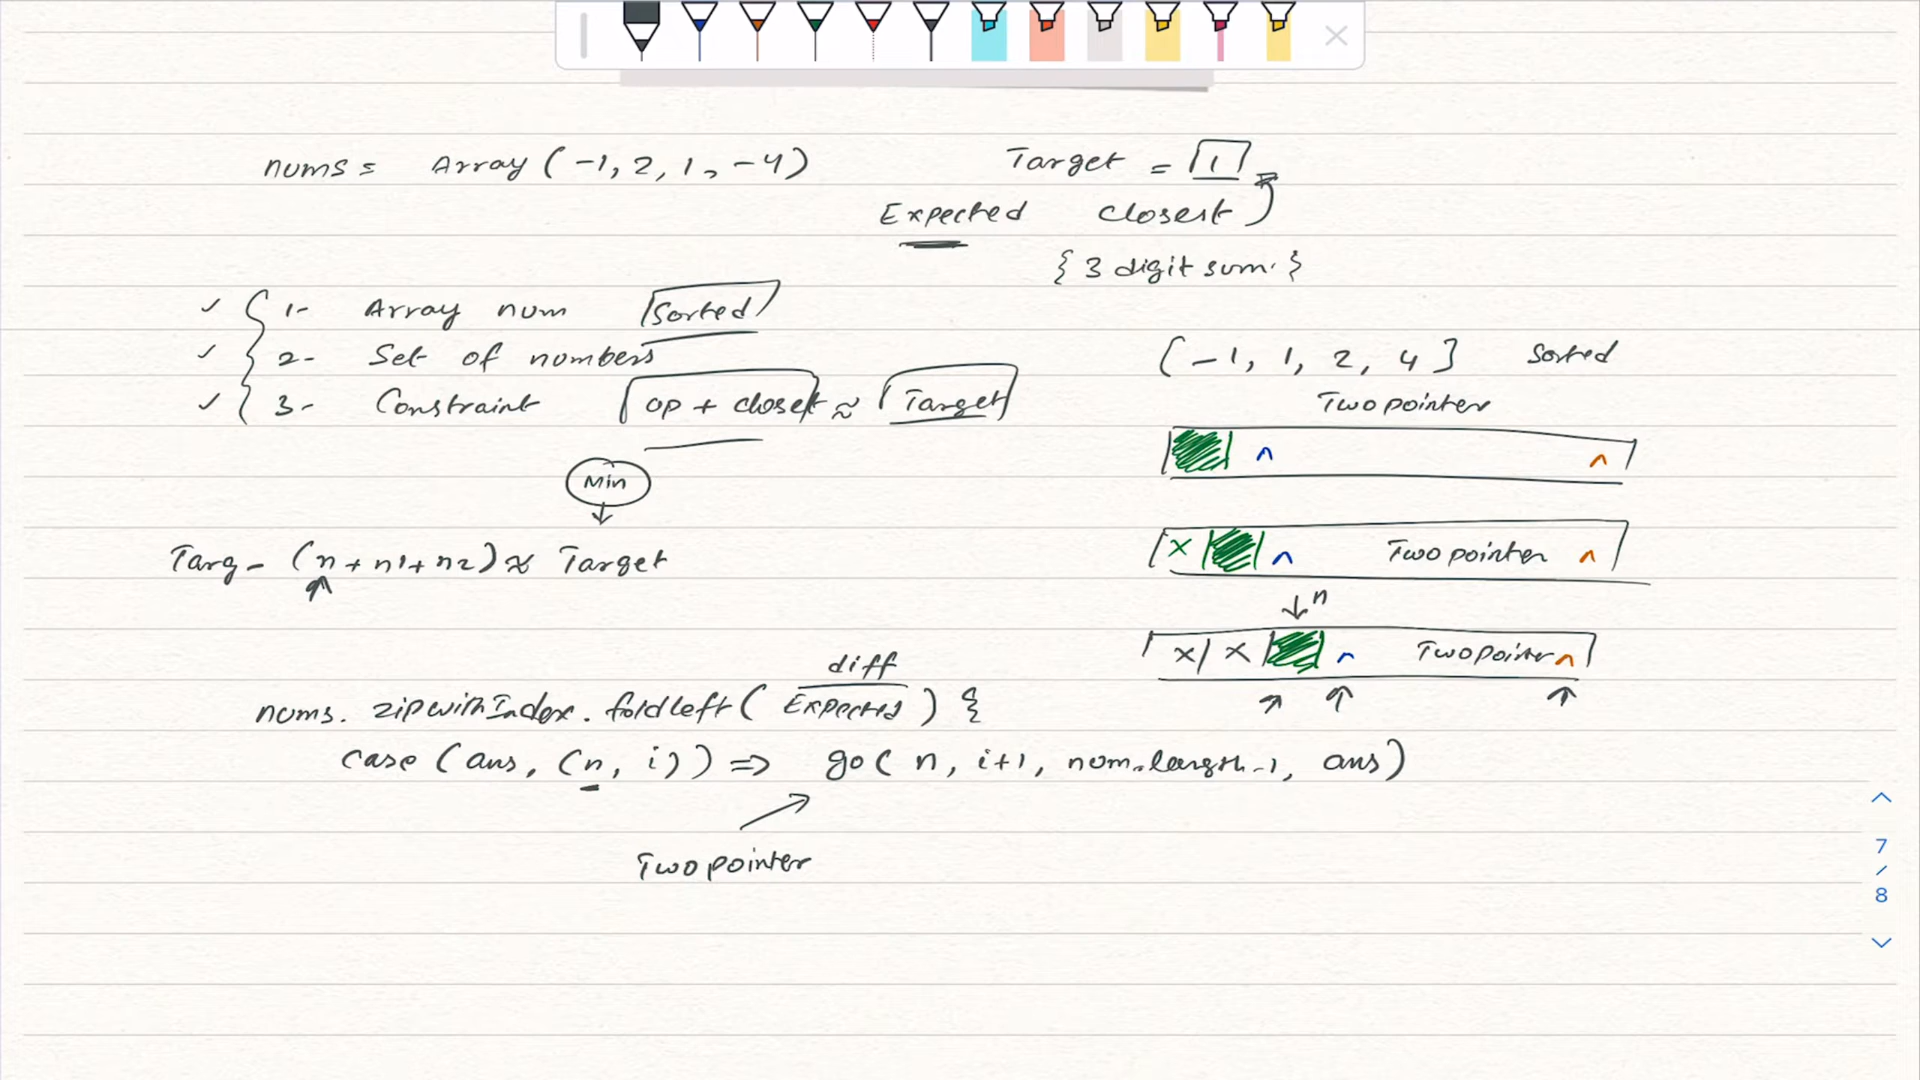 nums = Array (-1, 2, 1, -4)
Target = 1
Expected closest
{ 3 digit sum. }
1- Array num Sorted
2- Set of numbers
3- Constraint op + closet ≈ Target
Min
Targ - (n + n1 + n2) ≈ Target
[-1, 1, 2, 4] Sorted
Two pointer
x Two pointer
n
x x Two pointer
diff
nums. zipwithIndex. foldleft( Expected ) {
case (ans, (n, i)) => go( n, i+1, num.length-1, ans)
Two pointer
7
/
8